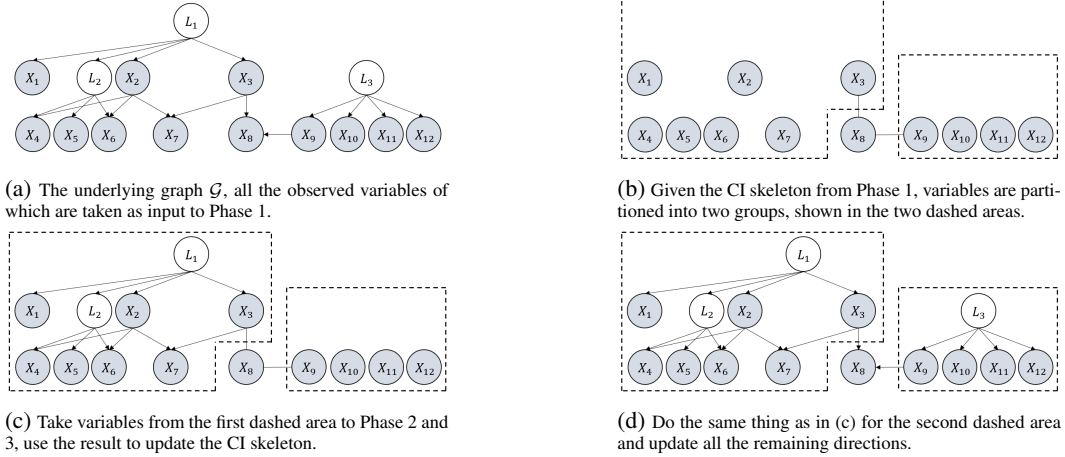 L₁
X₁ L₂ X₂ X₃ L₃
X₄ X₅ X₆ X₇ X₈ X₉ X₁₀ X₁₁ X₁₂
(a) The underlying graph 𝒢, all the observed variables of
which are taken as input to Phase 1.
X₁ X₂ X₃
X₄ X₅ X₆ X₇ X₈ X₉ X₁₀ X₁₁ X₁₂
(b) Given the CI skeleton from Phase 1, variables are parti-
tioned into two groups, shown in the two dashed areas.
L₁
X₁ L₂ X₂ X₃
X₄ X₅ X₆ X₇ X₈ X₉ X₁₀ X₁₁ X₁₂
(c) Take variables from the first dashed area to Phase 2 and
3, use the result to update the CI skeleton.
L₁
X₁ L₂ X₂ X₃ L₃
X₄ X₅ X₆ X₇ X₈ X₉ X₁₀ X₁₁ X₁₂
(d) Do the same thing as in (c) for the second dashed area
and update all the remaining directions.